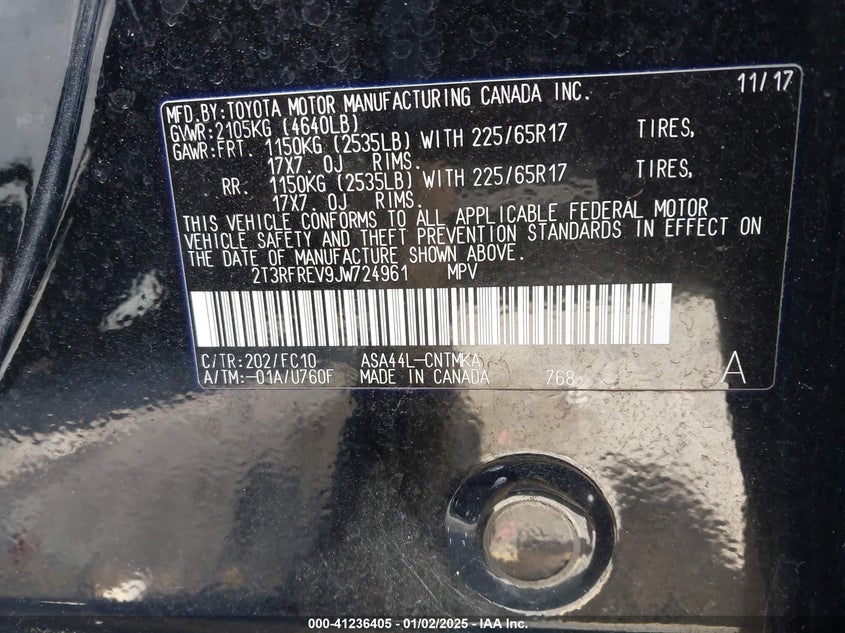 MFD.BY:TOYOTA MOTOR MANUFACTURING CANADA INC. 11/17
GVWR:2105KG (4640LB)
GAWR:FRT. 1150KG (2535LB) WITH 225/65R17 TIRES,
17X7.0J RIMS.
RR. 1150KG (2535LB) WITH 225/65R17 TIRES,
17X7.0J RIMS.
THIS VEHICLE CONFORMS TO ALL APPLICABLE FEDERAL MOTOR
VEHICLE SAFETY AND THEFT PREVENTION STANDARDS IN EFFECT ON
THE DATE OF MANUFACTURE SHOWN ABOVE.
2T3RFREV9JW724961 MPV
C/TR:202/FC10 ASA44L-CNTMKA
A/TM:-01A/U760F MADE IN CANADA 768 A
000-41236405 - 01/02/2025 - IAA Inc.